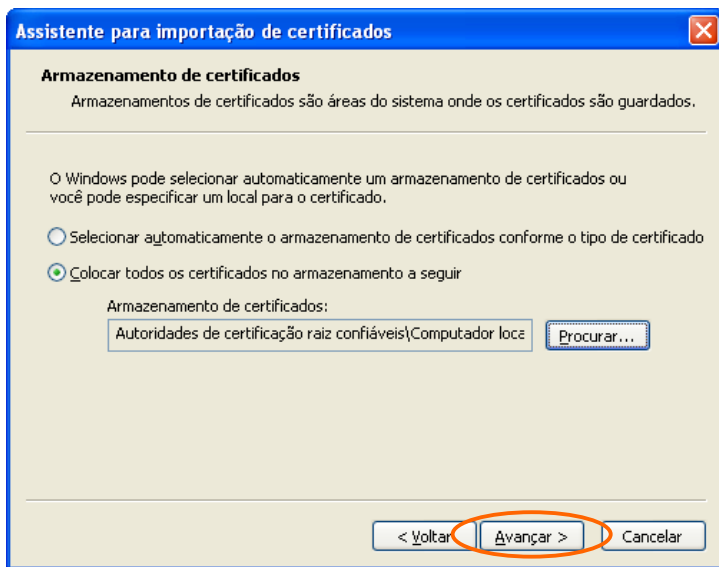 Assistente para importação de certificados
Armazenamento de certificados
Armazenamentos de certificados são áreas do sistema onde os certificados são guardados.
O Windows pode selecionar automaticamente um armazenamento de certificados ou
você pode especificar um local para o certificado.
Selecionar automaticamente o armazenamento de certificados conforme o tipo de certificado
Colocar todos os certificados no armazenamento a seguir
Armazenamento de certificados:
Autoridades de certificação raiz confiáveis\Computador loca
Procurar...
< Voltar
Avançar >
Cancelar